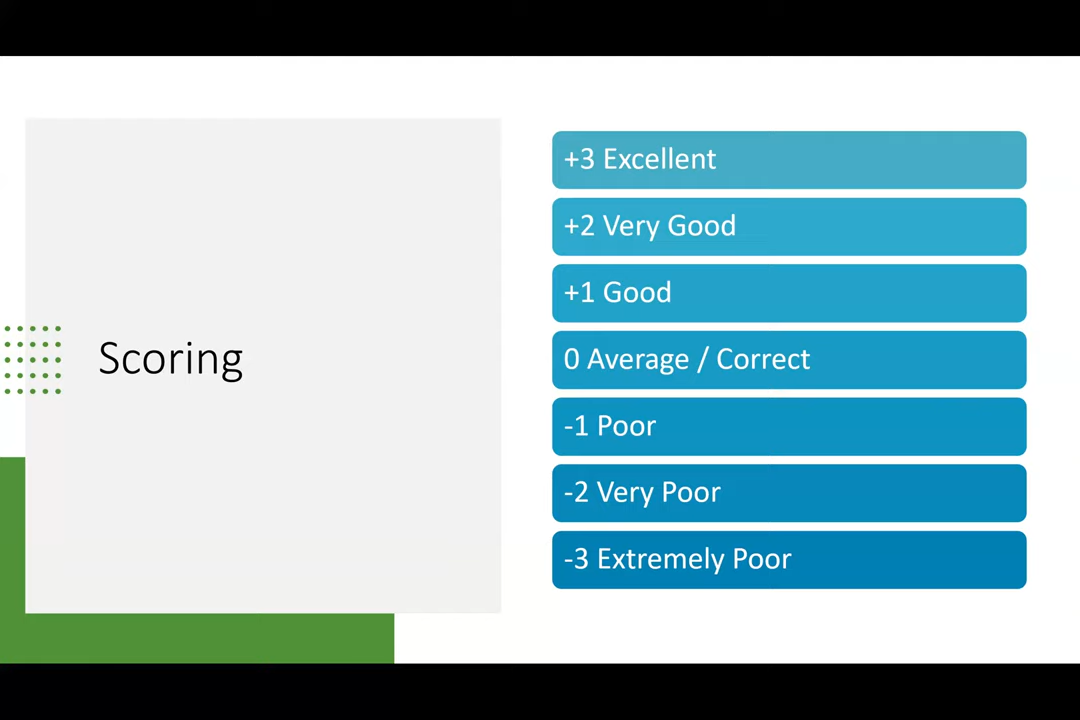 Scoring
+3 Excellent
+2 Very Good
+1 Good
0 Average / Correct
-1 Poor
-2 Very Poor
-3 Extremely Poor